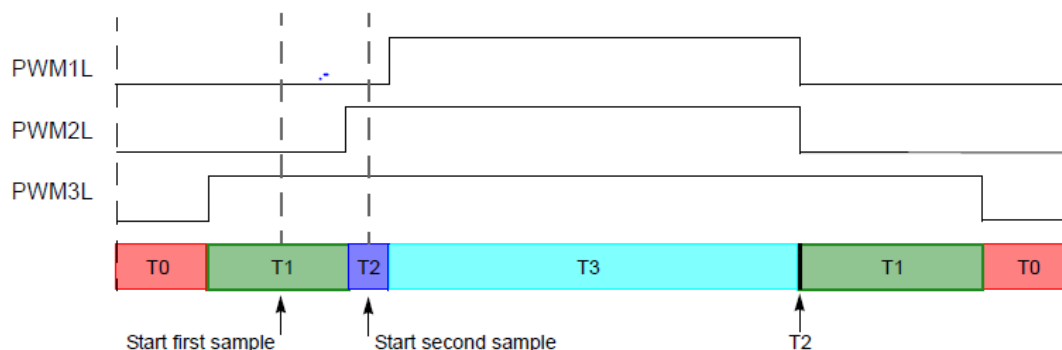 PWM1L
PWM2L
PWM3L
T0 T1 T2 T3 T1 T0
Start first sample Start second sample T2